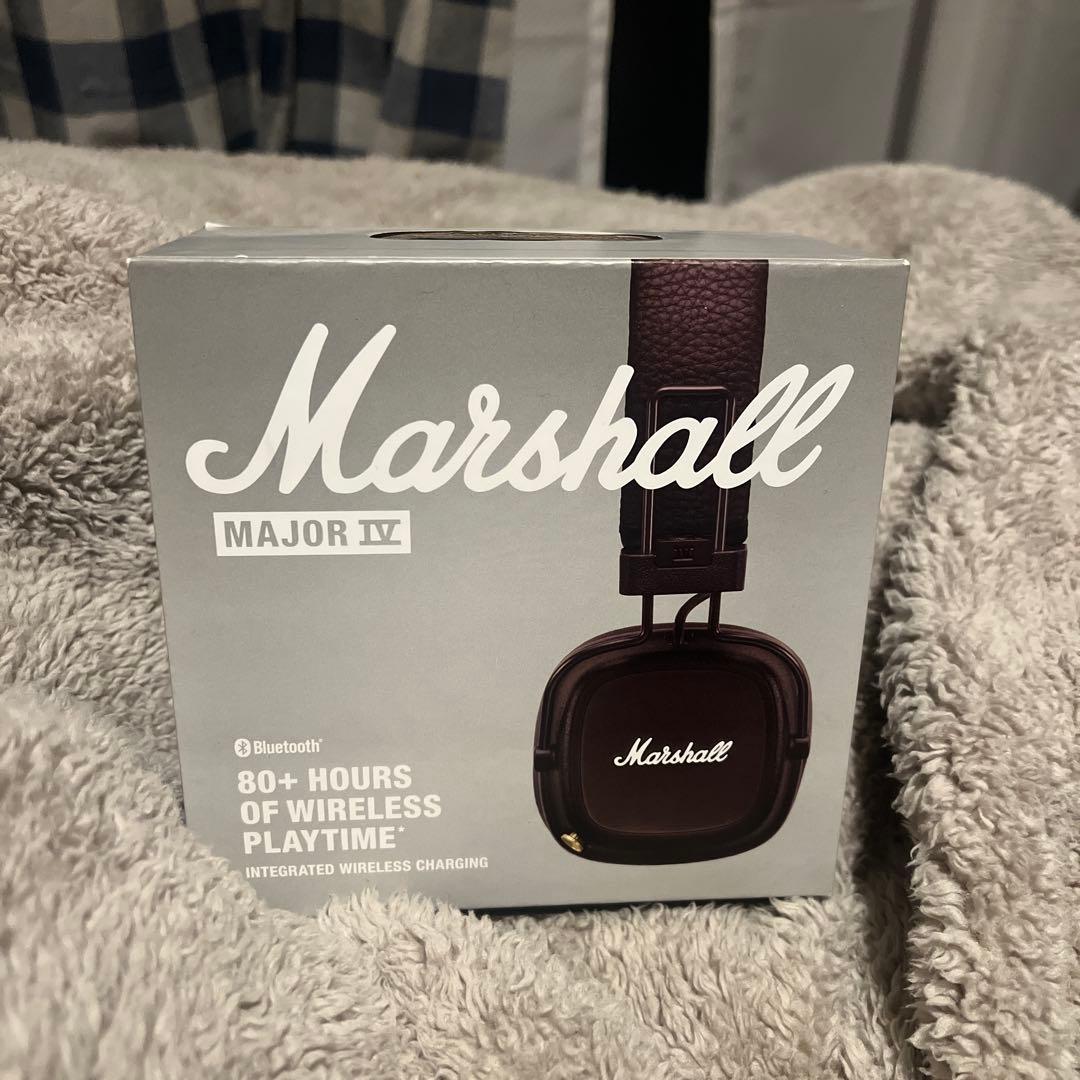 Marshall
MAJOR IV
Bluetooth®
80+ HOURS
OF WIRELESS
PLAYTIME*
INTEGRATED WIRELESS CHARGING
Marshall